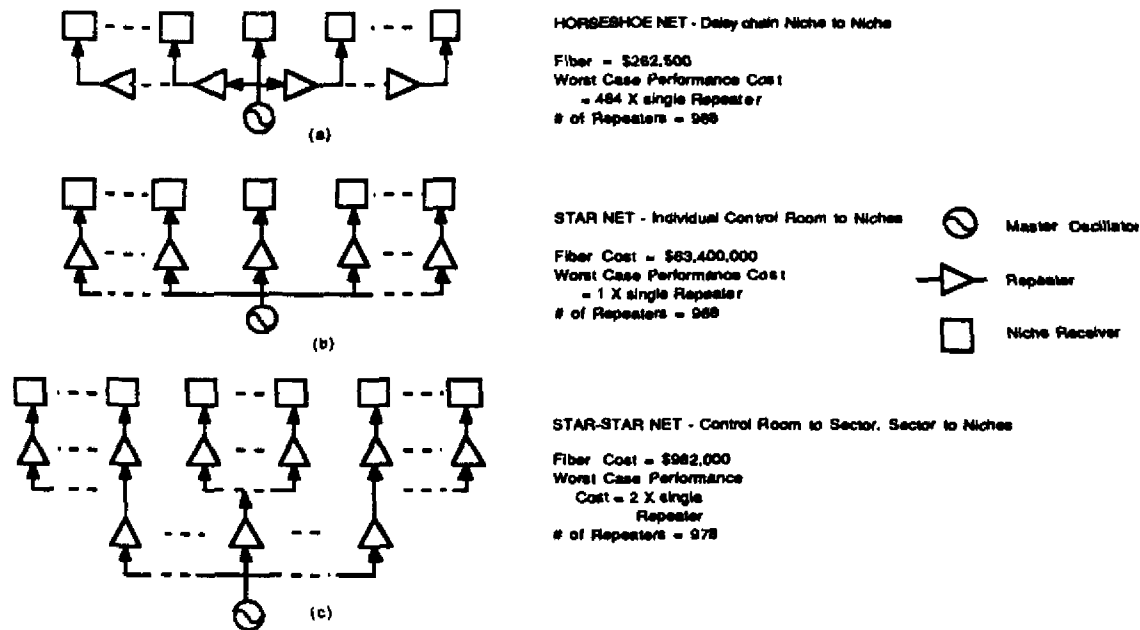 HORSESHOE NET - Daisy chain Niche to Niche
Fiber = $262,500
Worst Case Performance Cost
= 484 X single Repeater
# of Repeaters = 968
(a)
STAR NET - Individual Control Room to Niches
Fiber Cost = $63,400,000
Worst Case Performance Cost
= 1 X single Repeater
# of Repeaters = 968
(b)
Master Oscillator
Repeater
Niche Receiver
STAR-STAR NET - Control Room to Sector, Sector to Niches
Fiber Cost = $962,000
Worst Case Performance
Cost = 2 X single
Repeater
# of Repeaters = 978
(c)